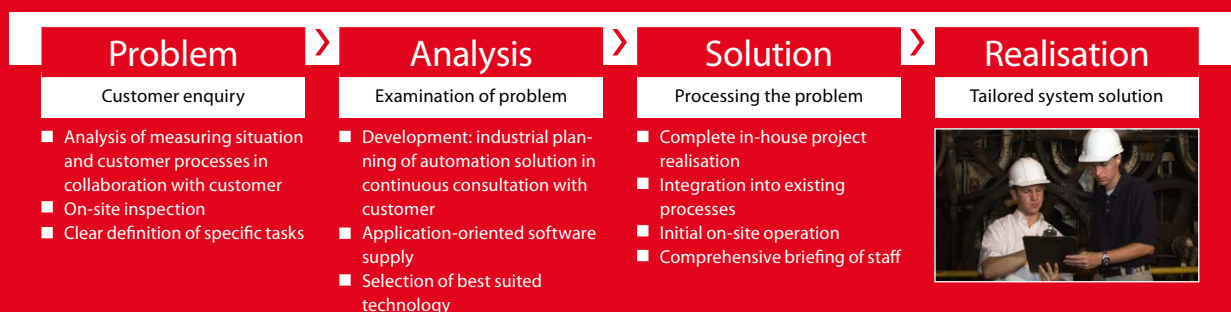 Problem
Customer enquiry
Analysis of measuring situation
and customer processes in
collaboration with customer
On-site inspection
Clear definition of specific tasks
Analysis
Examination of problem
Development: industrial plan-
ning of automation solution in
continuous consultation with
customer
Application-oriented software
supply
Selection of best suited
technology
Solution
Processing the problem
Complete in-house project
realisation
Integration into existing
processes
Initial on-site operation
Comprehensive briefing of staff
Realisation
Tailored system solution